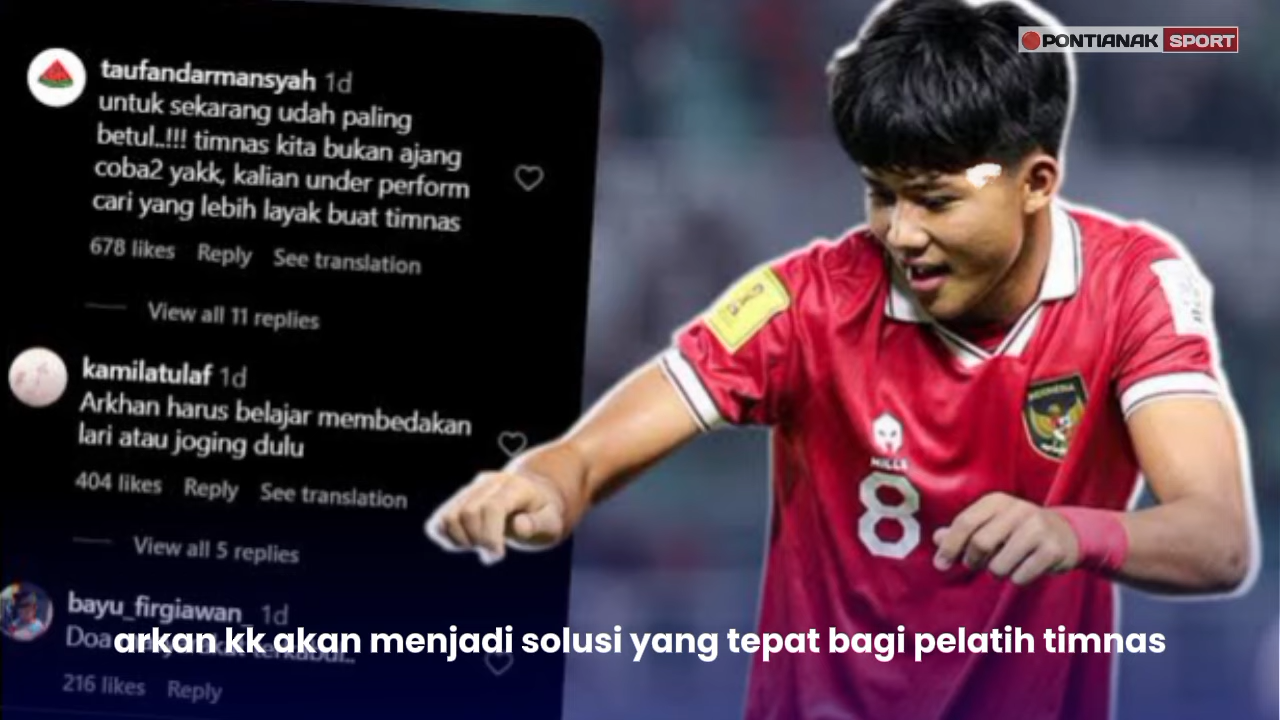 PONTIANAK SPORT
taufandarmansyah 1d
untuk sekarang udah paling
betul..!!! timnas kita bukan ajang
coba2 yakk, kalian under perform
cari yang lebih layak buat timnas
678 likes Reply See translation
View all 11 replies
kamilatulaf 1d
Arkhan harus belajar membedakan
lari atau joging dulu
404 likes Reply See translation
View all 5 replies
bayu_firgiawan_ 1d
arkan kk akan menjadi solusi yang tepat bagi pelatih timnas
216 likes Reply
INDONESIA
MILLS
8